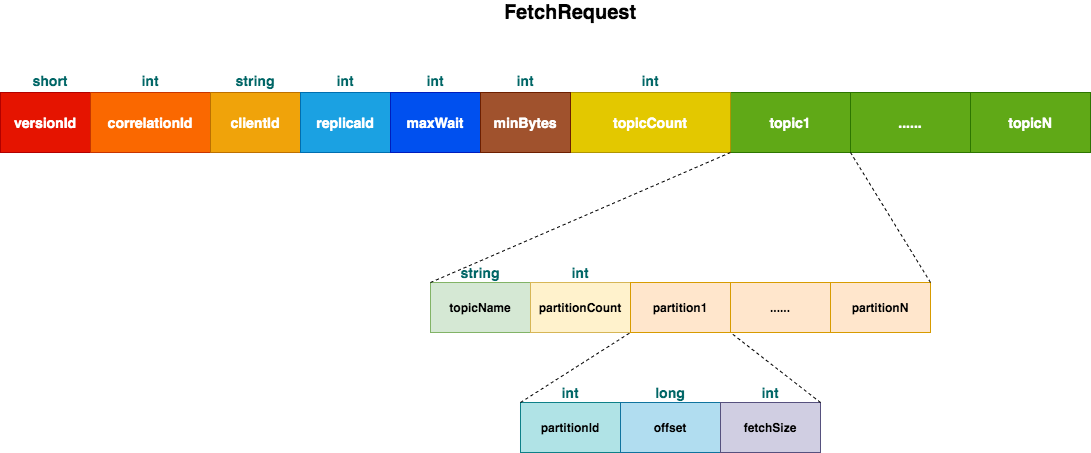 FetchRequest
short int string int int int int
versionId correlationId clientId replicaId maxWait minBytes topicCount topic1 ...... topicN
string int
topicName partitionCount partition1 ...... partitionN
int long int
partitionId offset fetchSize